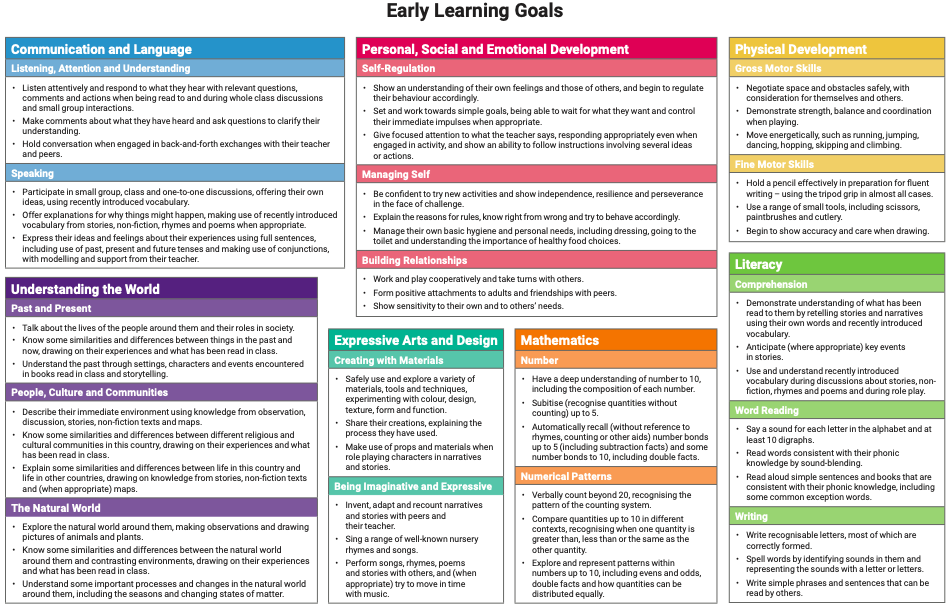 Early Learning Goals
Communication and Language
Listening, Attention and Understanding
• Listen attentively and respond to what they hear with relevant questions,
comments and actions when being read to and during whole class discussions
and small group interactions.
• Make comments about what they have heard and ask questions to clarify their
understanding.
• Hold conversation when engaged in back-and-forth exchanges with their teacher
and peers.
Speaking
• Participate in small group, class and one-to-one discussions, offering their own
ideas, using recently introduced vocabulary.
• Offer explanations for why things might happen, making use of recently introduced
vocabulary from stories, non-fiction, rhymes and poems when appropriate.
• Express their ideas and feelings about their experiences using full sentences,
including use of past, present and future tenses and making use of conjunctions,
with modelling and support from their teacher.
Personal, Social and Emotional Development
Self-Regulation
• Show an understanding of their own feelings and those of others, and begin to regulate
their behaviour accordingly.
• Set and work towards simple goals, being able to wait for what they want and control
their immediate impulses when appropriate.
• Give focused attention to what the teacher says, responding appropriately even when
engaged in activity, and show an ability to follow instructions involving several ideas
or actions.
Managing Self
• Be confident to try new activities and show independence, resilience and perseverance
in the face of challenge.
• Explain the reasons for rules, know right from wrong and try to behave accordingly.
• Manage their own basic hygiene and personal needs, including dressing, going to the
toilet and understanding the importance of healthy food choices.
Building Relationships
• Work and play cooperatively and take turns with others.
• Form positive attachments to adults and friendships with peers.
• Show sensitivity to their own and to others' needs.
Physical Development
Gross Motor Skills
• Negotiate space and obstacles safely, with
consideration for themselves and others.
• Demonstrate strength, balance and coordination
when playing.
• Move energetically, such as running, jumping,
dancing, hopping, skipping and climbing.
Fine Motor Skills
• Hold a pencil effectively in preparation for fluent
writing – using the tripod grip in almost all cases.
• Use a range of small tools, including scissors,
paintbrushes and cutlery.
• Begin to show accuracy and care when drawing.
Understanding the World
Past and Present
• Talk about the lives of the people around them and their roles in society.
• Know some similarities and differences between things in the past and
now, drawing on their experiences and what has been read in class.
• Understand the past through settings, characters and events encountered
in books read in class and storytelling.
People, Culture and Communities
• Describe their immediate environment using knowledge from observation,
discussion, stories, non-fiction texts and maps.
• Know some similarities and differences between different religious and
cultural communities in this country, drawing on their experiences and what
has been read in class.
• Explain some similarities and differences between life in this country and
life in other countries, drawing on knowledge from stories, non-fiction texts
and (when appropriate) maps.
The Natural World
• Explore the natural world around them, making observations and drawing
pictures of animals and plants.
• Know some similarities and differences between the natural world
around them and contrasting environments, drawing on their experiences
and what has been read in class.
• Understand some important processes and changes in the natural world
around them, including the seasons and changing states of matter.
Expressive Arts and Design
Creating with Materials
• Safely use and explore a variety of
materials, tools and techniques,
experimenting with colour, design,
texture, form and function.
• Share their creations, explaining the
process they have used.
• Make use of props and materials when
role playing characters in narratives
and stories.
Being Imaginative and Expressive
• Invent, adapt and recount narratives
and stories with peers and
their teacher.
• Sing a range of well-known nursery
rhymes and songs.
• Perform songs, rhymes, poems
and stories with others, and (when
appropriate) try to move in time
with music.
Mathematics
Number
• Have a deep understanding of number to 10,
including the composition of each number.
• Subitise (recognise quantities without
counting) up to 5.
• Automatically recall (without reference to
rhymes, counting or other aids) number bonds
up to 5 (including subtraction facts) and some
number bonds to 10, including double facts.
Numerical Patterns
• Verbally count beyond 20, recognising the
pattern of the counting system.
• Compare quantities up to 10 in different
contexts, recognising when one quantity is
greater than, less than or the same as the
other quantity.
• Explore and represent patterns within
numbers up to 10, including evens and odds,
double facts and how quantities can be
distributed equally.
Literacy
Comprehension
• Demonstrate understanding of what has been
read to them by retelling stories and narratives
using their own words and recently introduced
vocabulary.
• Anticipate (where appropriate) key events
in stories.
• Use and understand recently introduced
vocabulary during discussions about stories, non-
fiction, rhymes and poems and during role play.
Word Reading
• Say a sound for each letter in the alphabet and at
least 10 digraphs.
• Read words consistent with their phonic
knowledge by sound-blending.
• Read aloud simple sentences and books that are
consistent with their phonic knowledge, including
some common exception words.
Writing
• Write recognisable letters, most of which are
correctly formed.
• Spell words by identifying sounds in them and
representing the sounds with a letter or letters.
• Write simple phrases and sentences that can be
read by others.